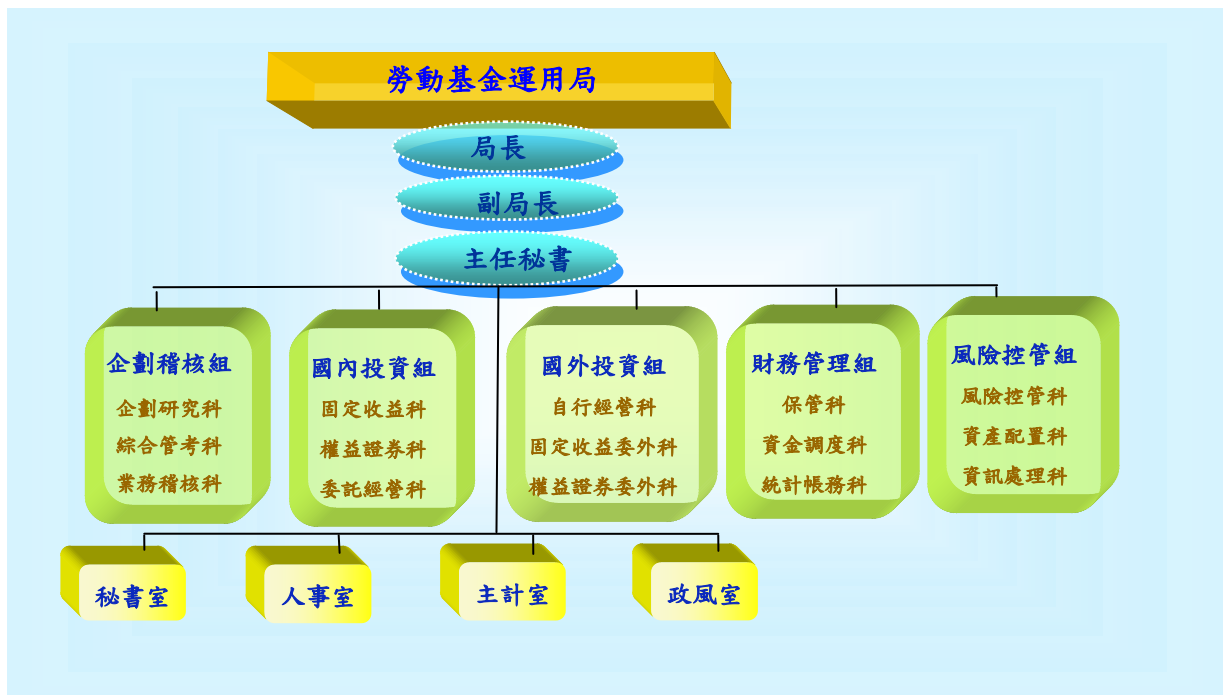 勞動基金運用局
局長
副局長
主任秘書
企劃稽核組
企劃研究科
綜合管考科
業務稽核科
國內投資組
固定收益科
權益證券科
委託經營科
國外投資組
自行經營科
固定收益委外科
權益證券委外科
財務管理組
保管科
資金調度科
統計帳務科
風險控管組
風險控管科
資產配置科
資訊處理科
秘書室
人事室
主計室
政風室